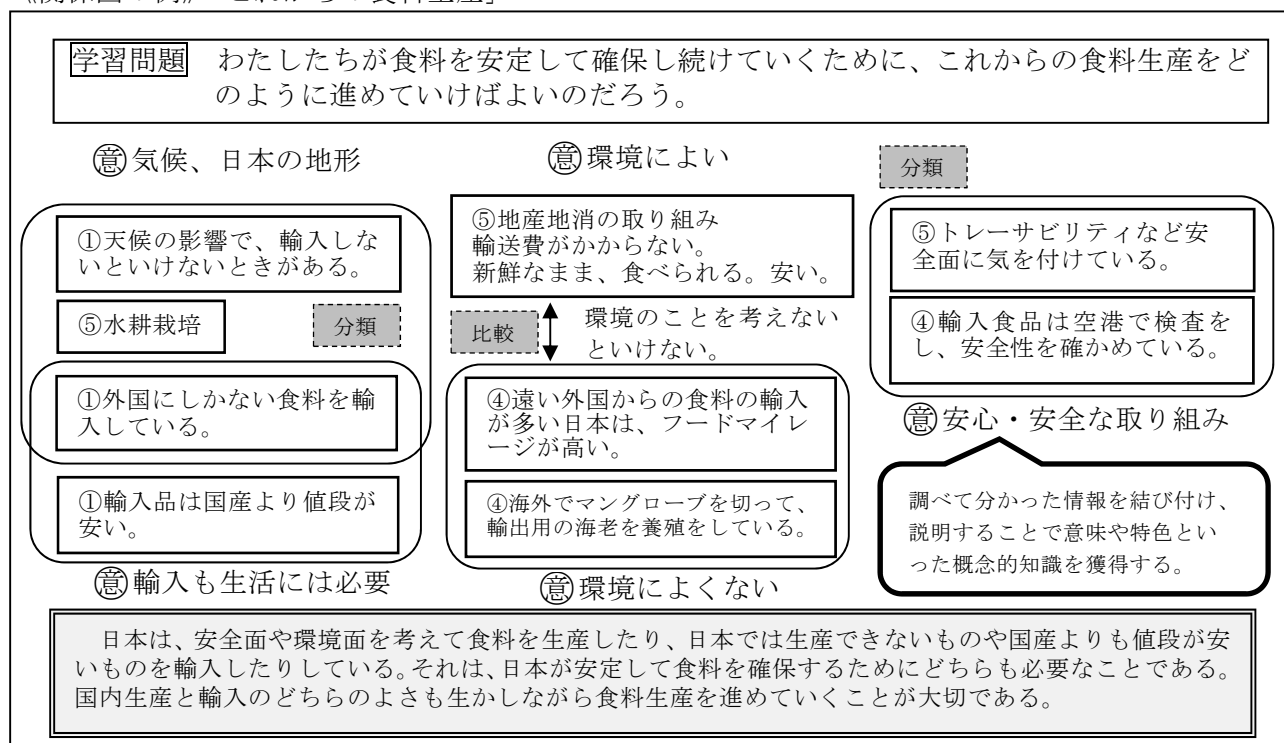 学習問題 わたしたちが食料を安定して確保し続けていくために、これからの食料生産をど
のように進めていけばよいのだろう。
㊟気候、日本の地形
①天候の影響で、輸入しな
いといけないときがある。
⑤水耕栽培
分類
①外国にしかない食料を輸
入している。
①輸入品は国産より値段が
安い。
意輸入も生活には必要
意環境によい
⑤地産地消の取り組み
輸送費がかからない。
新鮮なまま、食べられる。安い。
比較
環境のことを考えない
といけない。
④遠い外国からの食料の輸入
が多い日本は、フードマイレ
ージが高い。
④海外でマングローブを切って、
輸出用の海老を養殖をしている。
意環境によくない
分類
⑤トレーサビリティなど安
全面に気を付けている。
④輸入食品は空港で検査を
し、安全性を確かめている。
意安心・安全な取り組み
調べて分かった情報を結び付け、
説明することで意味や特色とい
った概念的知識を獲得する。
日本は、安全面や環境面を考えて食料を生産したり、日本では生産できないものや国産よりも値段が安
いものを輸入したりしている。それは、日本が安定して食料を確保するためにどちらも必要なことである。
国内生産と輸入のどちらのよさも生かしながら食料生産を進めていくことが大切である。